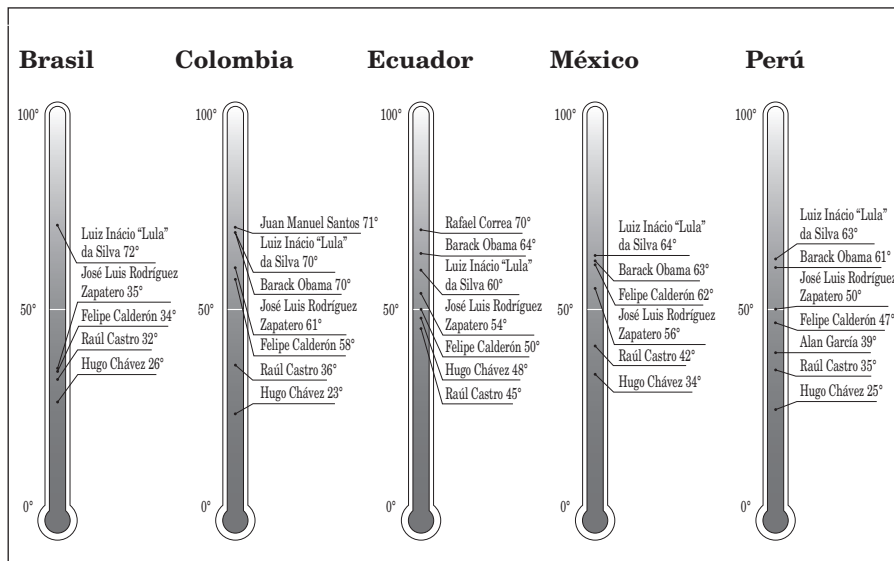 Brasil
100°
50°
0°
Luiz Inácio “Lula”
da Silva 72°
José Luis Rodríguez
Zapatero 35°
Felipe Calderón 34°
Raúl Castro 32°
Hugo Chávez 26°
Colombia
100°
50°
0°
Juan Manuel Santos 71°
Luiz Inácio “Lula”
da Silva 70°
Barack Obama 70°
José Luis Rodríguez
Zapatero 61°
Felipe Calderón 58°
Raúl Castro 36°
Hugo Chávez 23°
Ecuador
100°
50°
0°
Rafael Correa 70°
Barack Obama 64°
Luiz Inácio “Lula”
da Silva 60°
José Luis Rodríguez
Zapatero 54°
Felipe Calderón 50°
Hugo Chávez 48°
Raúl Castro 45°
México
100°
50°
0°
Luiz Inácio “Lula”
da Silva 64°
Barack Obama 63°
Felipe Calderón 62°
José Luis Rodríguez
Zapatero 56°
Raúl Castro 42°
Hugo Chávez 34°
Perú
100°
50°
0°
Luiz Inácio “Lula”
da Silva 63°
Barack Obama 61°
José Luis Rodríguez
Zapatero 50°
Felipe Calderón 47°
Alan García 39°
Raúl Castro 35°
Hugo Chávez 25°